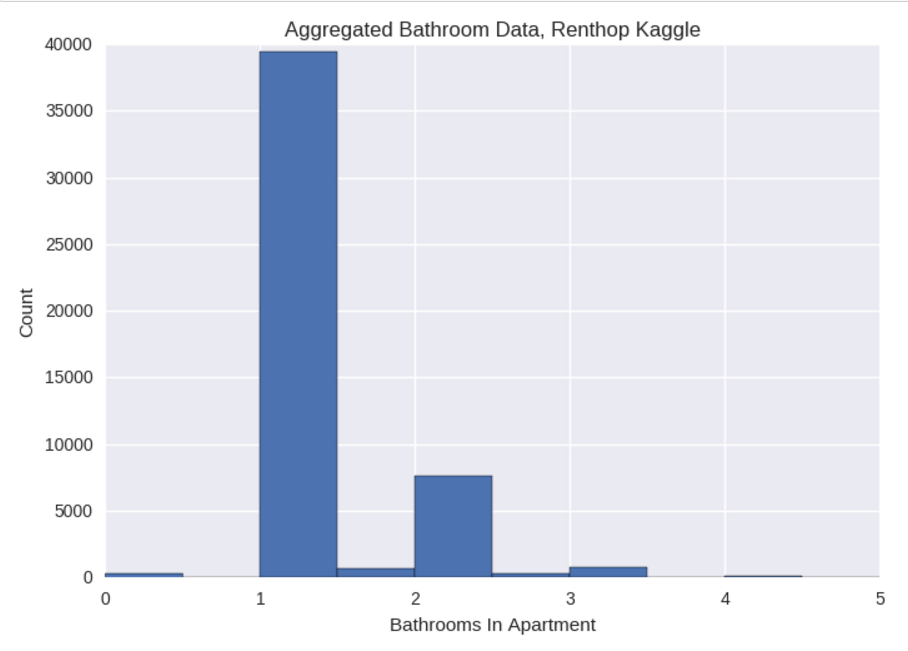 Aggregated Bathroom Data, Renthop Kaggle
40000
35000
30000
25000
20000
15000
10000
5000
0
Count
0 1 2 3 4 5
Bathrooms In Apartment